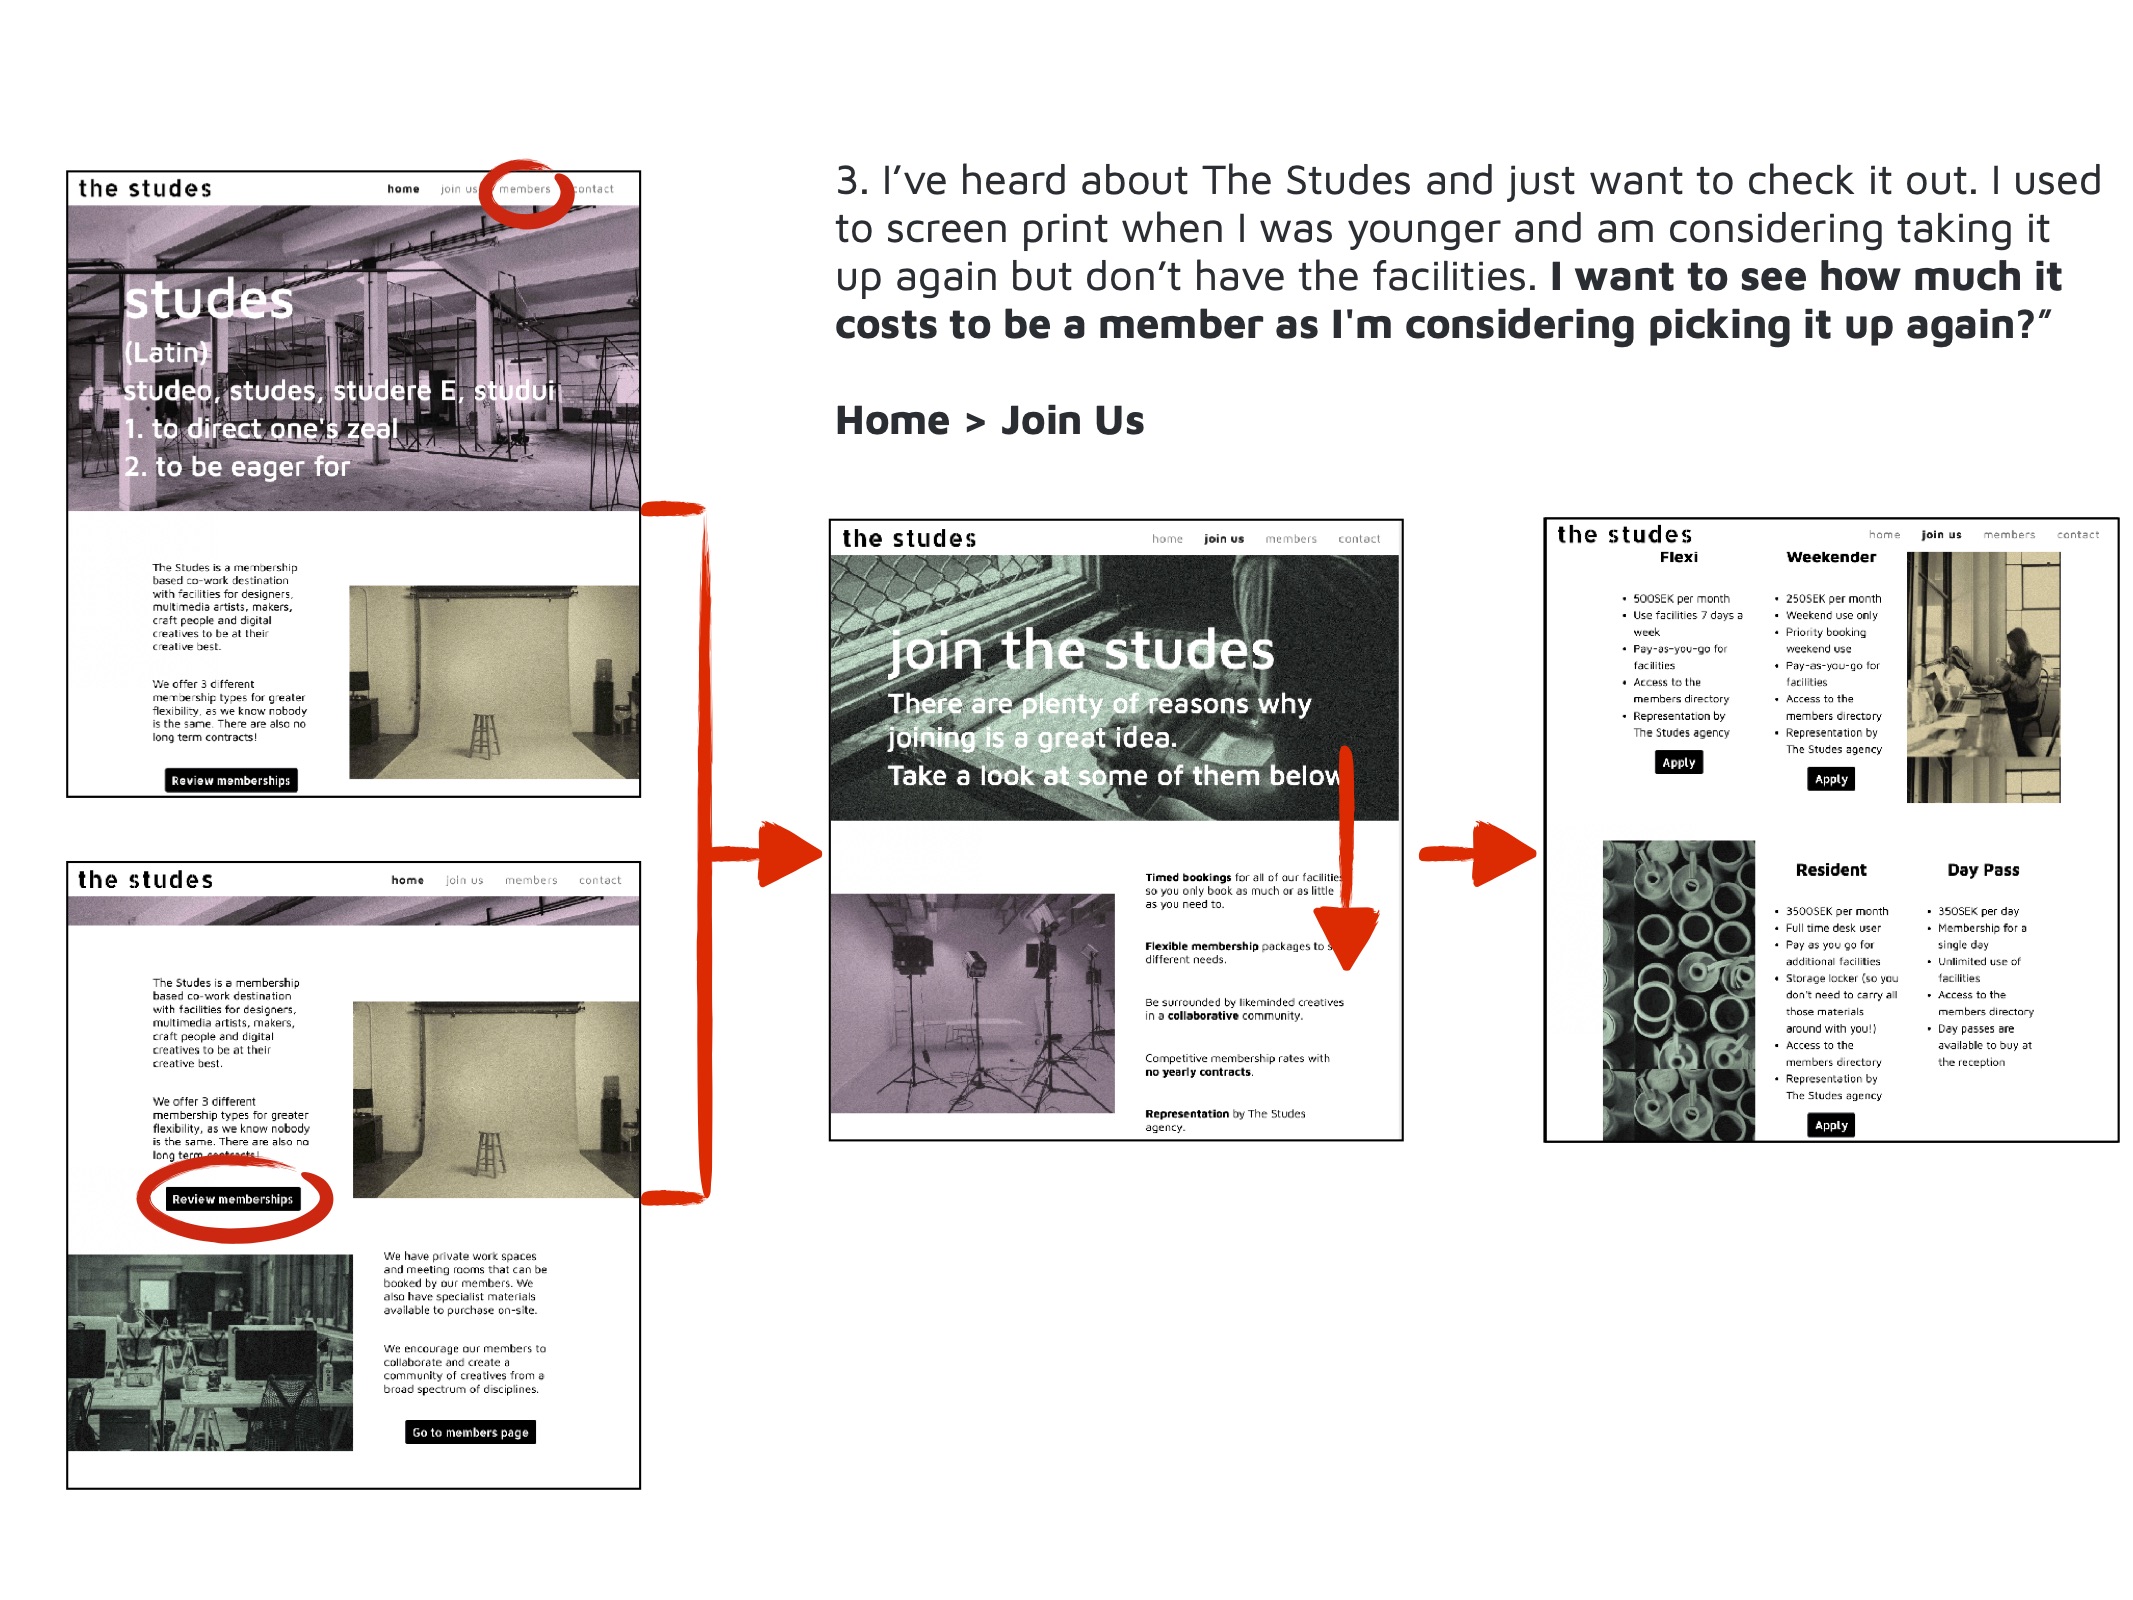 3. I’ve heard about The Studes and just want to check it out. I used
to screen print when I was younger and am considering taking it
up again but don’t have the facilities. I want to see how much it
costs to be a member as I'm considering picking it up again?”
Home > Join Us
the studes
home join us members contact
studes
(Latin)
studeo, studes, studere E, studui
1. to direct one's zeal
2. to be eager for
The Studes is a membership
based co-work destination
with facilities for designers,
multimedia artists, makers,
craft people and digital
creatives to be at their
creative best.
We offer 3 different
membership types for greater
flexibility, as we know nobody
is the same. There are also no
long term contracts!
Review memberships
the studes
home join us members contact
The Studes is a membership
based co-work destination
with facilities for designers,
multimedia artists, makers,
craft people and digital
creatives to be at their
creative best.
We offer 3 different
membership types for greater
flexibility, as we know nobody
is the same. There are also no
long term contracts!
Review memberships
We have private work spaces
and meeting rooms that can be
booked by our members. We
also have specialist materials
available to purchase on-site.
We encourage our members to
collaborate and create a
community of creatives from a
broad spectrum of disciplines.
Go to members page
the studes
home join us members contact
join the studes
There are plenty of reasons why
joining is a great idea.
Take a look at some of them below
Timed bookings for all of our facilities
so you only book as much or as little
as you need to.
Flexible membership packages to
different needs.
Be surrounded by likeminded creatives
in a collaborative community.
Competitive membership rates with
no yearly contracts.
Representation by The Studes
agency.
the studes
home join us members contact
Flexi
• 500SEK per month
• Use facilities 7 days a
week
• Pay-as-you-go for
facilities
• Access to the
members directory
• Representation by
The Studes agency
Apply
Weekender
• 250SEK per month
• Weekend use only
• Priority booking
weekend use
• Pay-as-you-go for
facilities
• Access to the
members directory
• Representation by
The Studes agency
Apply
Resident
• 3500SEK per month
• Full time desk user
• Pay as you go for
additional facilities
• Storage locker (so you
don't need to carry all
those materials
around with you!)
• Access to the
members directory
• Representation by
The Studes agency
Apply
Day Pass
• 350SEK per day
• Membership for a
single day
• Unlimited use of
facilities
• Access to the
members directory
• Day passes are
available to buy at
the reception